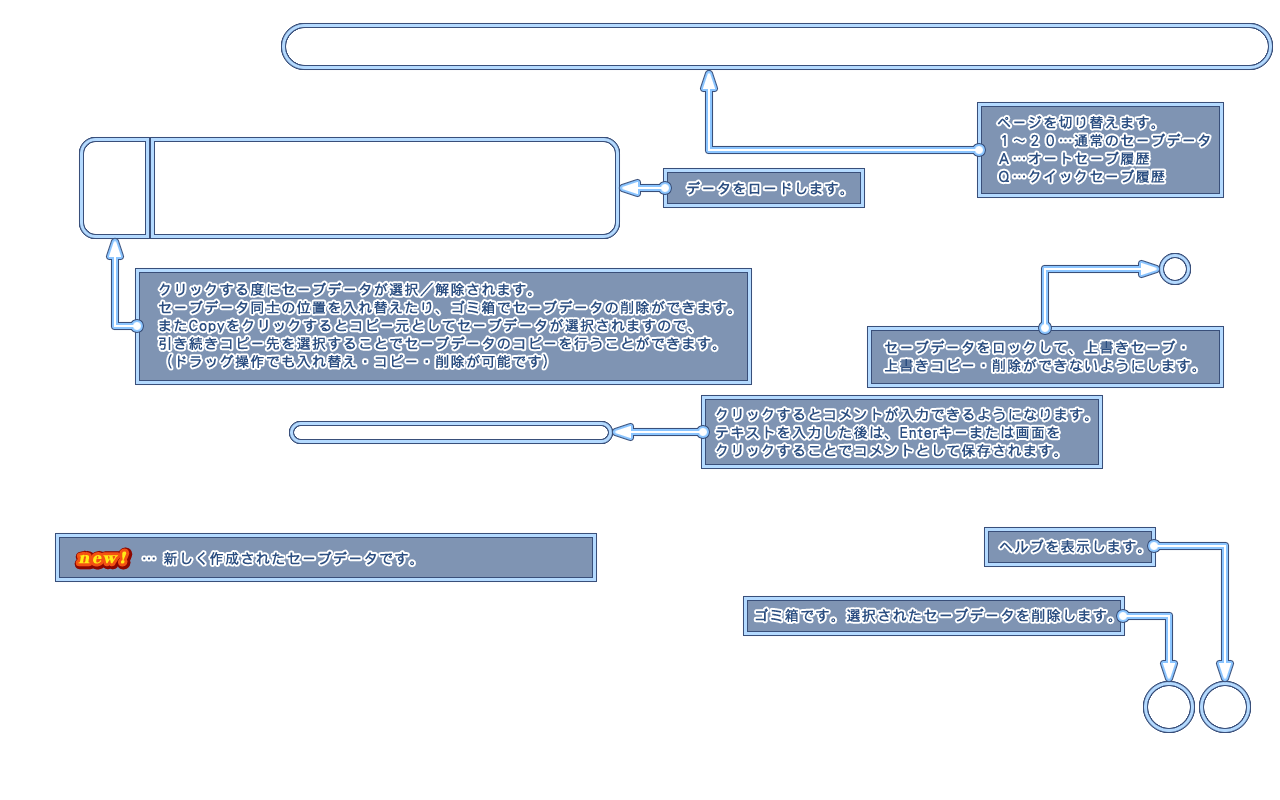 ページを切り替えます。
１～２０…通常のセーブデータ
Ａ…オートセーブ履歴
Ｑ…クイックセーブ履歴
データをロードします。
クリックする度にセーブデータが選択／解除されます。
セーブデータ同士の位置を入れ替えたり、ゴミ箱でセーブデータの削除ができます。
またCopyをクリックするとコピー元としてセーブデータが選択されますので、
引き続きコピー先を選択することでセーブデータのコピーを行うことができます。
（ドラッグ操作でも入れ替え・コピー・削除が可能です）
セーブデータをロックして、上書きセーブ・
上書きコピー・削除ができないようにします。
クリックするとコメントが入力できるようになります。
テキストを入力した後は、Enterキーまたは画面を
クリックすることでコメントとして保存されます。
new! … 新しく作成されたセーブデータです。
ヘルプを表示します。
ゴミ箱です。選択されたセーブデータを削除します。